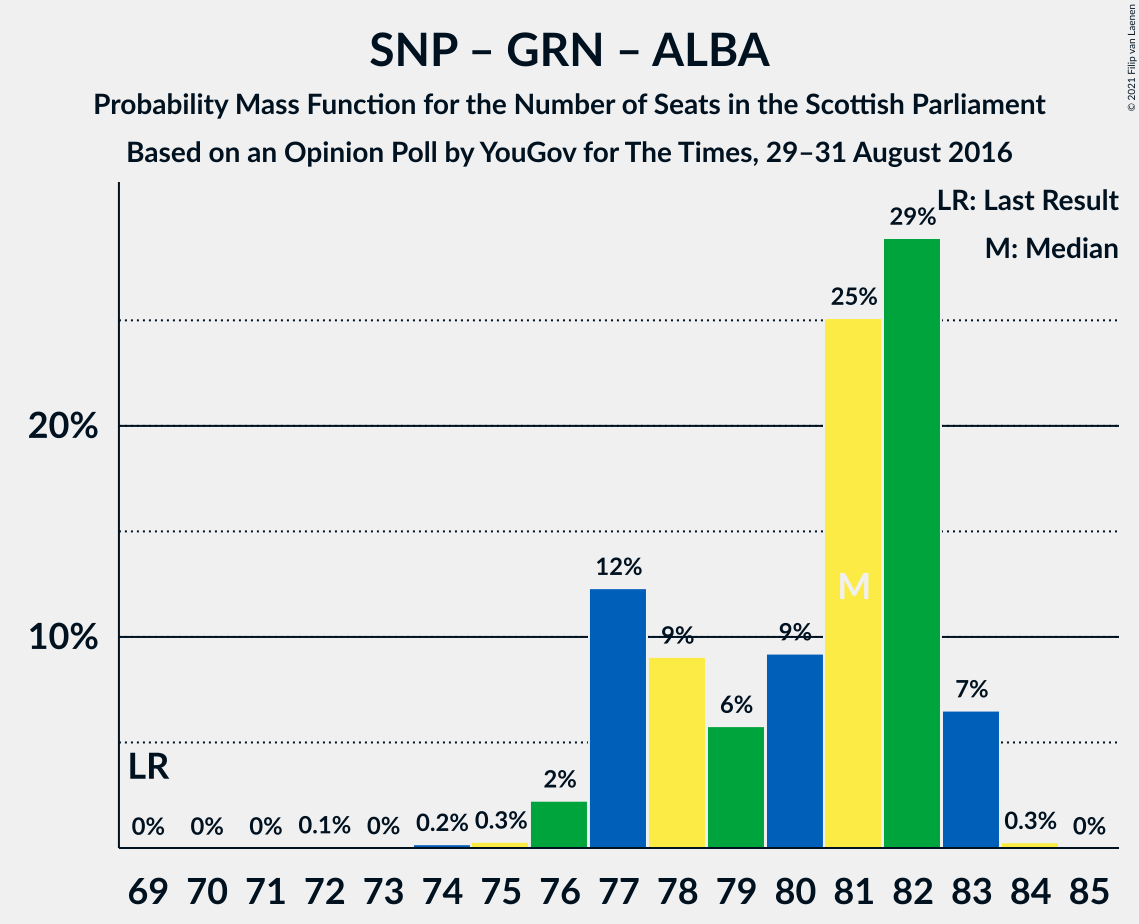 SNP – GRN – ALBA
Probability Mass Function for the Number of Seats in the Scottish Parliament
Based on an Opinion Poll by YouGov for The Times, 29–31 August 2016
© 2021 Filip van Laenen
LR: Last Result
M: Median
29%
25%
20%
12%
M
10%
9%
9%
7%
6%
LR
2%
0%
0%
0%
0.1%
0%
0.2%
0.3%
0.3%
0%
69 70 71 72 73 74 75 76 77 78 79 80 81 82 83 84 85